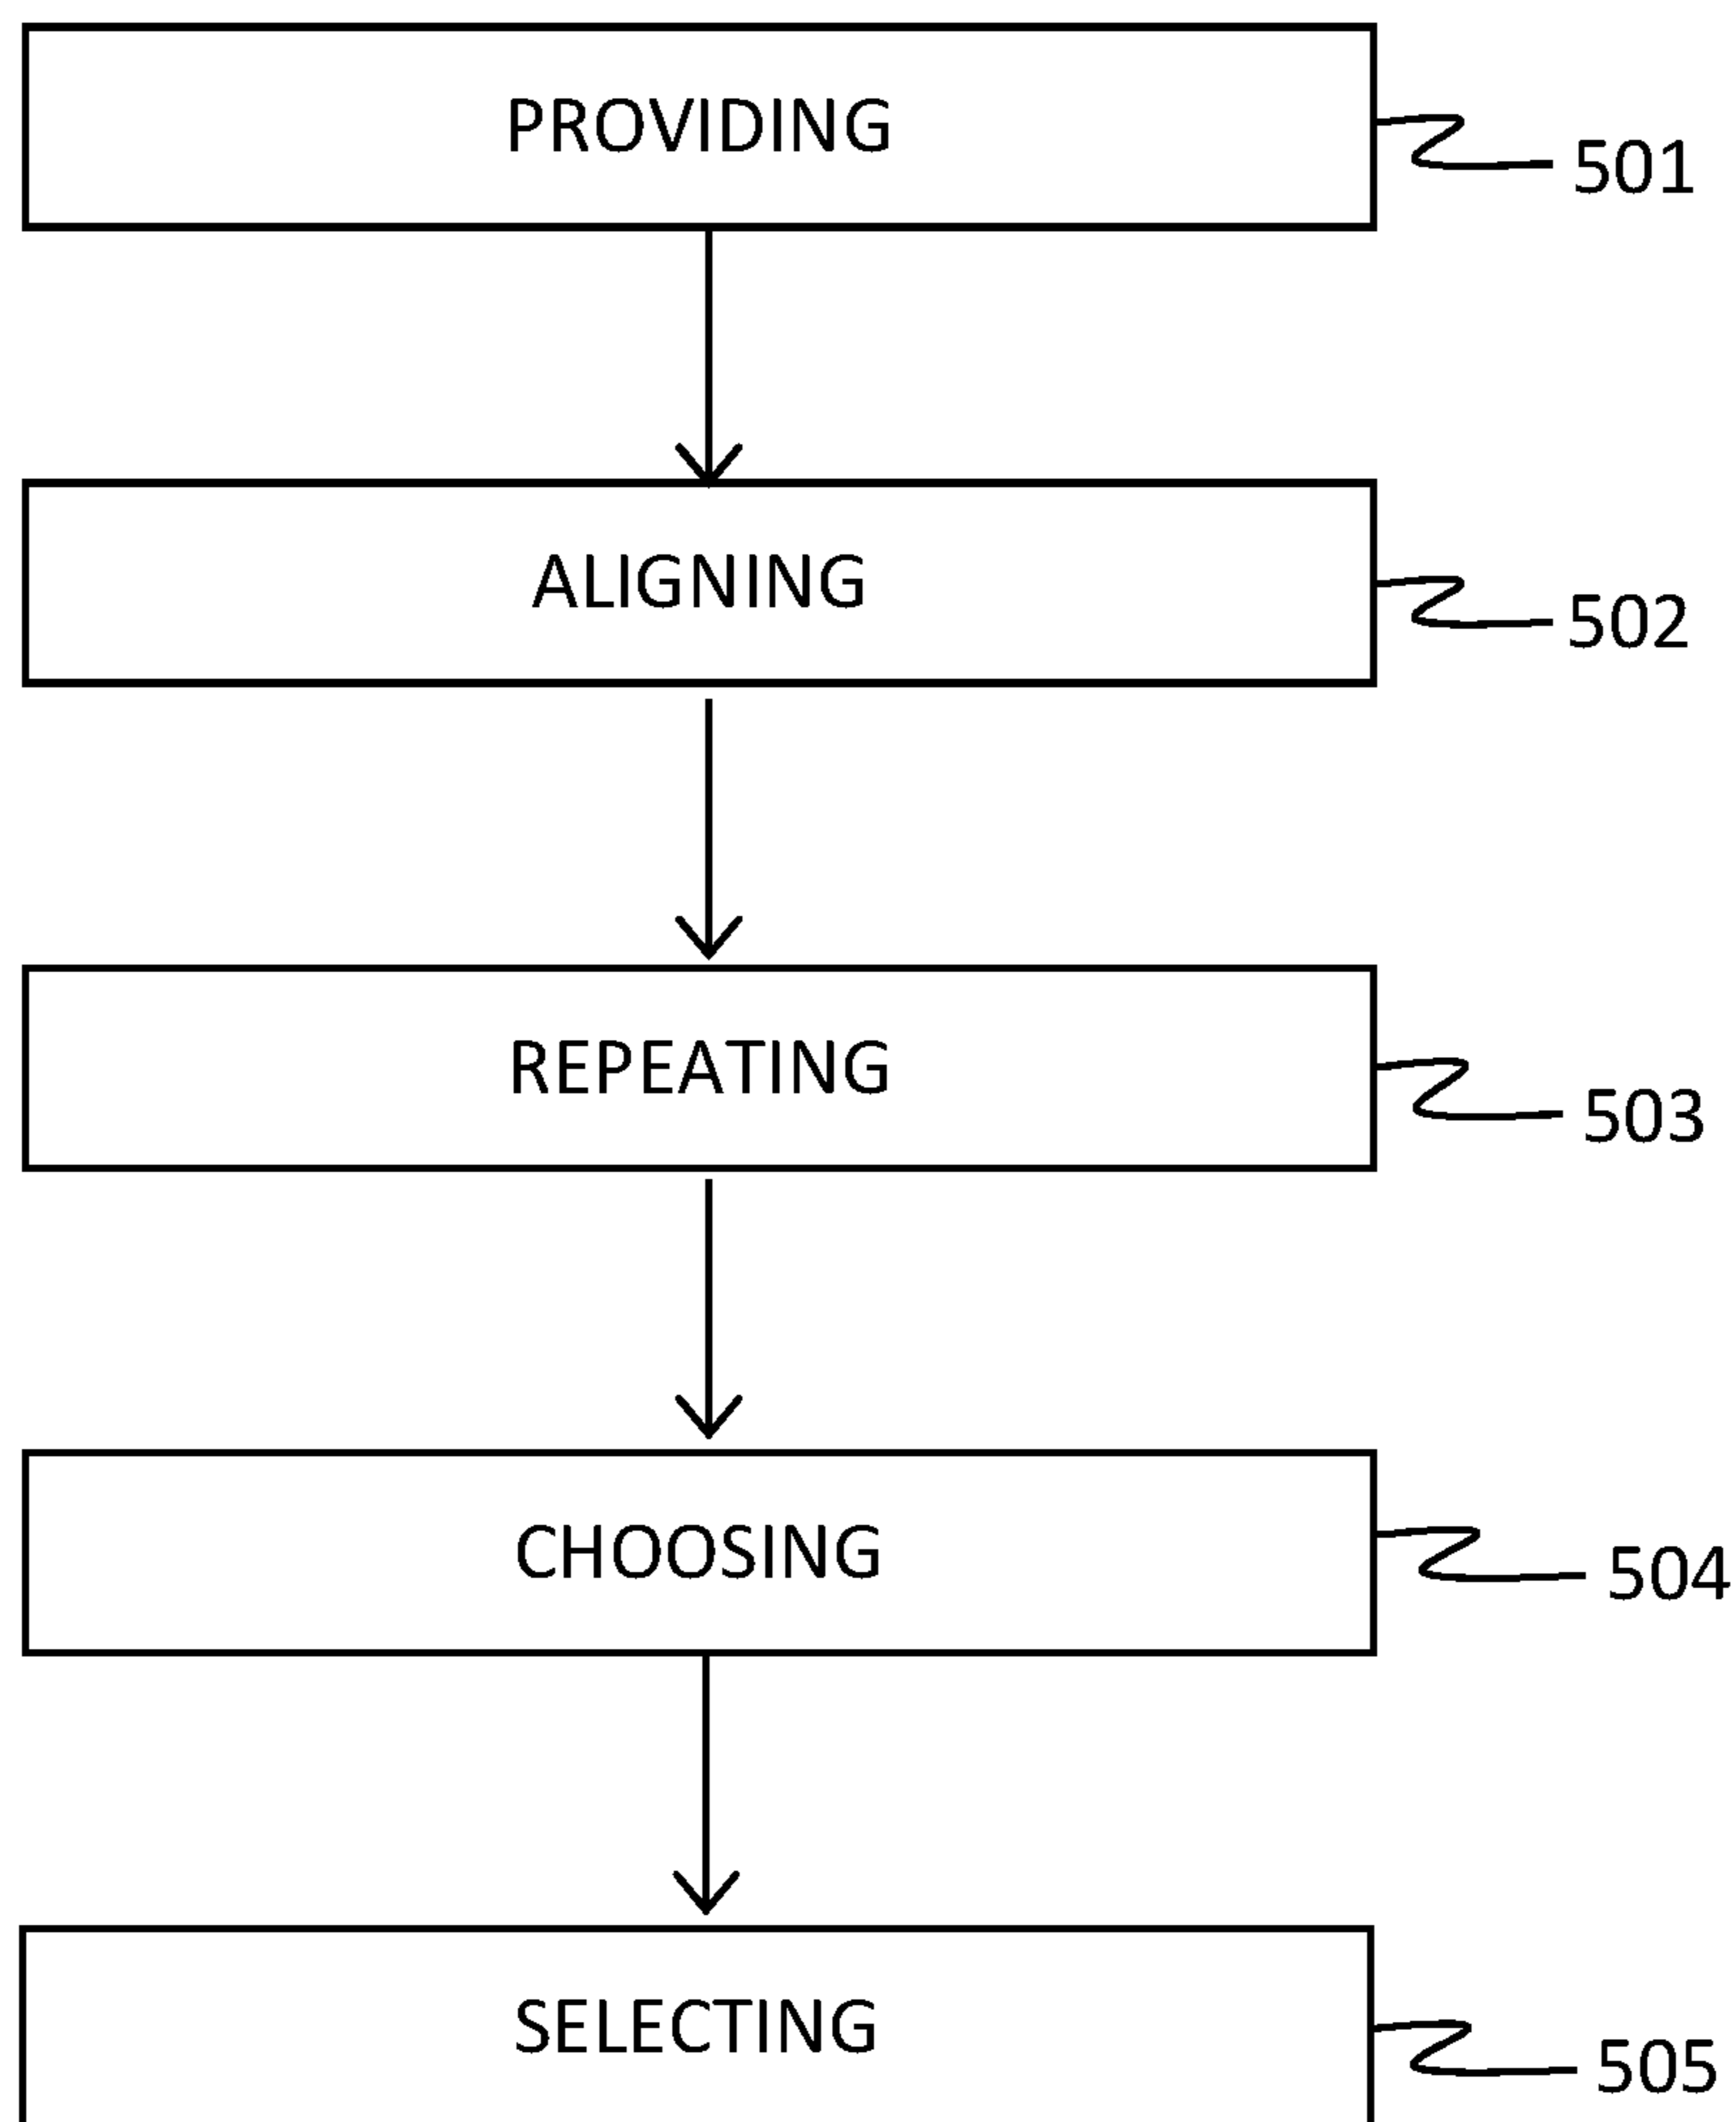 PROVIDING
501
ALIGNING
502
REPEATING
503
CHOOSING
504
SELECTING
505